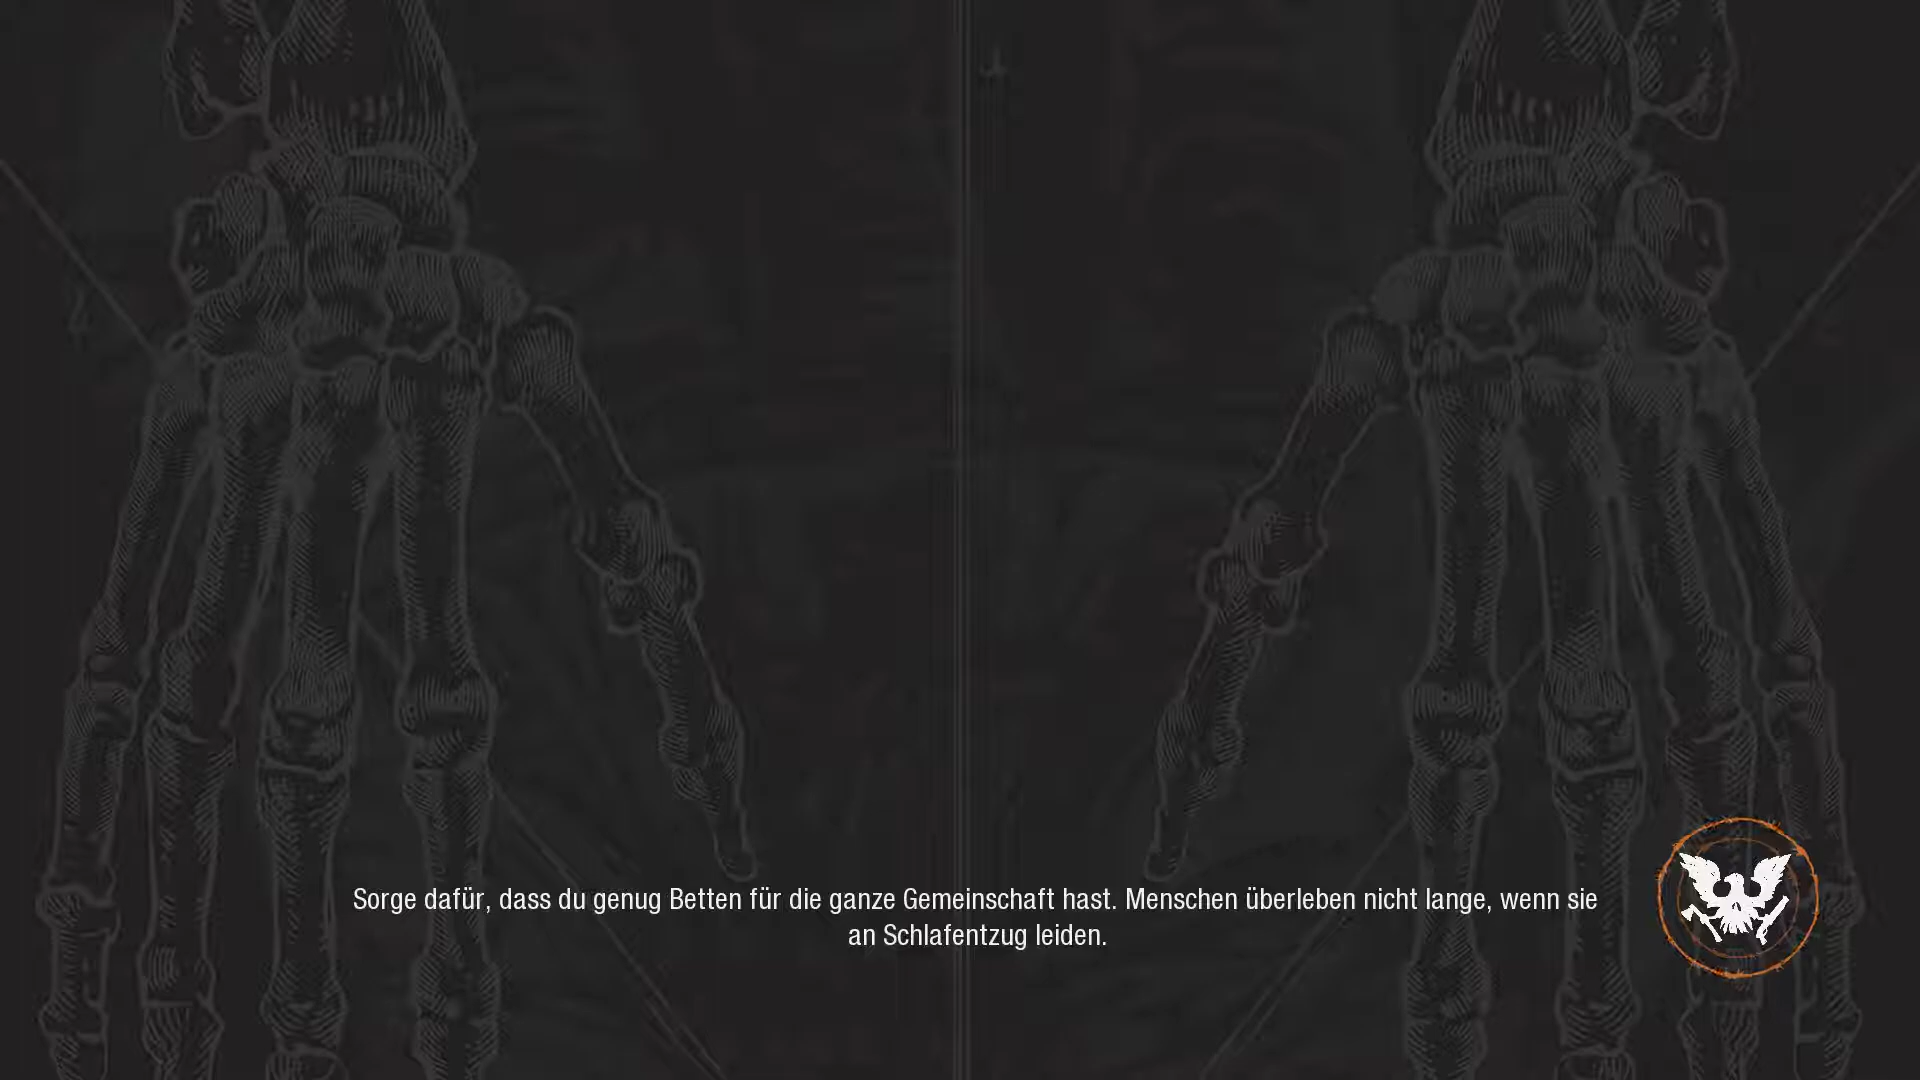 Sorge dafür, dass du genug Betten für die ganze Gemeinschaft hast. Menschen überleben nicht lange, wenn sie
an Schlafentzug leiden.